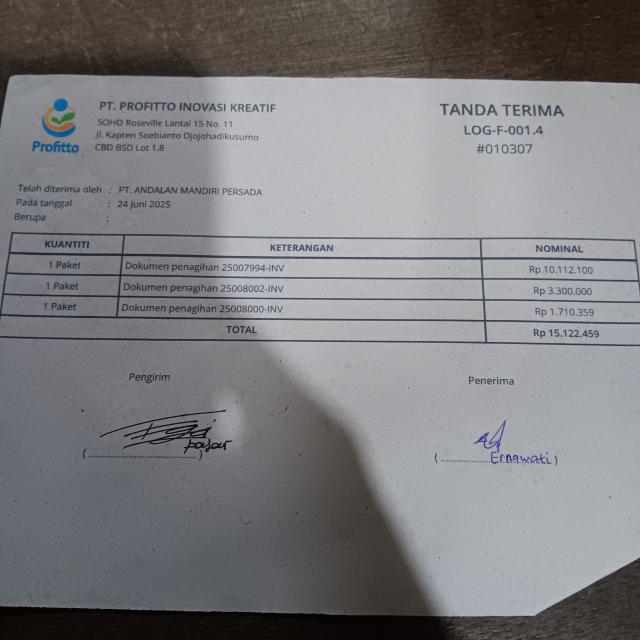 PT. PROFITTO INOVASI KREATIF
SOHO Roseville Lantai 15 No. 11
Jl. Kapten Soebianto Djojohadikusumo
CBD BSD Lot 1.8
Profitto
TANDA TERIMA
LOG-F-001.4
#010307
Telah diterima oleh : PT. ANDALAN MANDIRI PERSADA
Pada tanggal : 24 Juni 2025
Berupa :
KUANTITI KETERANGAN NOMINAL
1 Paket Dokumen penagihan 25007994-INV Rp 10.112.100
1 Paket Dokumen penagihan 25008002-INV Rp 3.300.000
1 Paket Dokumen penagihan 25008000-INV Rp 1.710.359
TOTAL Rp 15.122.459
Pengirim Penerima
(........................) (................Ernawati)